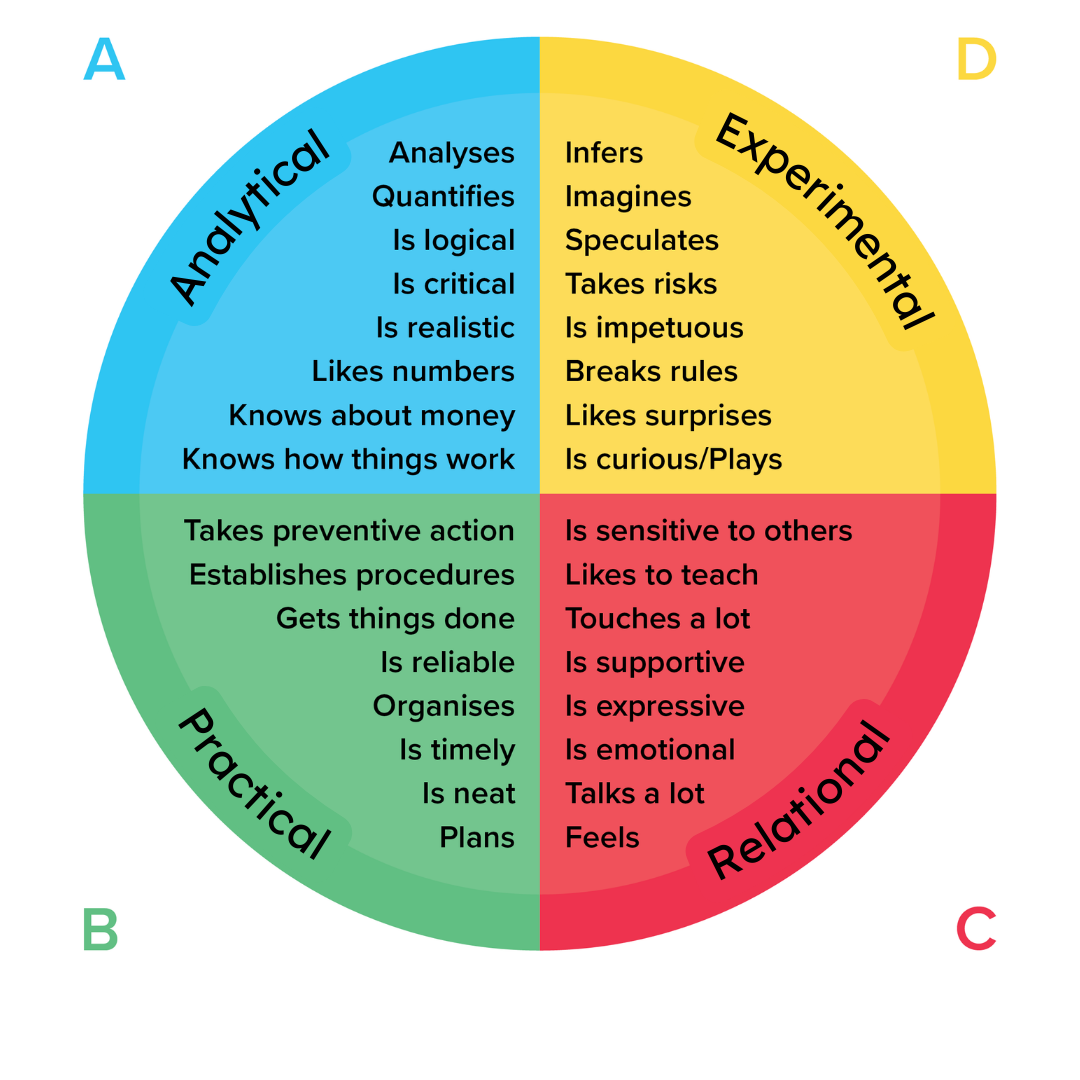 A
Analytical
Analyses
Quantifies
Is logical
Is critical
Is realistic
Likes numbers
Knows about money
Knows how things work
D
Experimental
Infers
Imagines
Speculates
Takes risks
Is impetuous
Breaks rules
Likes surprises
Is curious/Plays
B
Practical
Takes preventive action
Establishes procedures
Gets things done
Is reliable
Organises
Is timely
Is neat
Plans
C
Relational
Is sensitive to others
Likes to teach
Touches a lot
Is supportive
Is expressive
Is emotional
Talks a lot
Feels